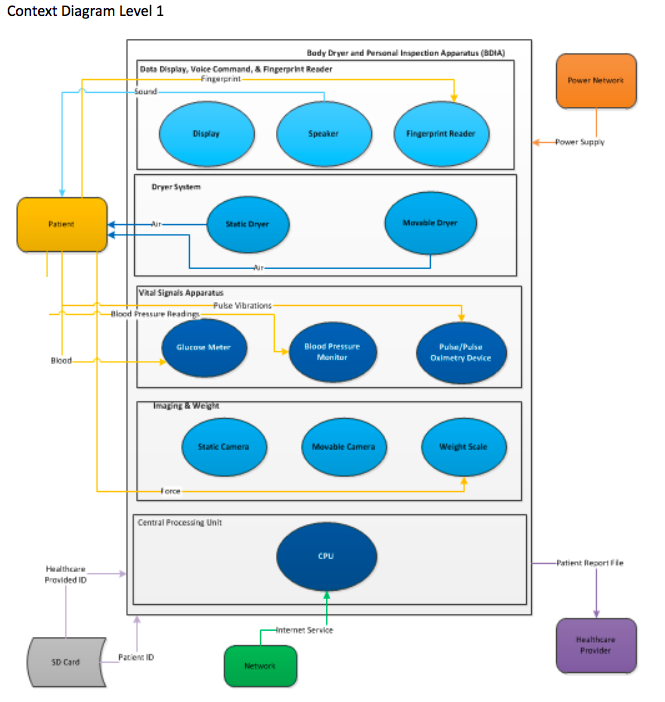 Context Diagram Level 1
Body Dryer and Personal Inspection Apparatus (BDIA)
Data Display, Voice Command, & Fingerprint Reader
Fingerprint
Sound
Display
Speaker
Fingerprint Reader
Power Network
Power Supply
Dryer System
Patient
Air
Static Dryer
Movable Dryer
Air
Vital Signals Apparatus
Pulse Vibrations
Blood Pressure Readings
Glucose Meter
Blood Pressure
Monitor
Pulse/Pulse
Oximetry Device
Blood
Imaging & Weight
Static Camera
Movable Camera
Weight Scale
Force
Central Processing Unit
CPU
Healthcare
Provided ID
Patient Report File
Internet Service
SD Card
Patient ID
Network
Healthcare
Provider